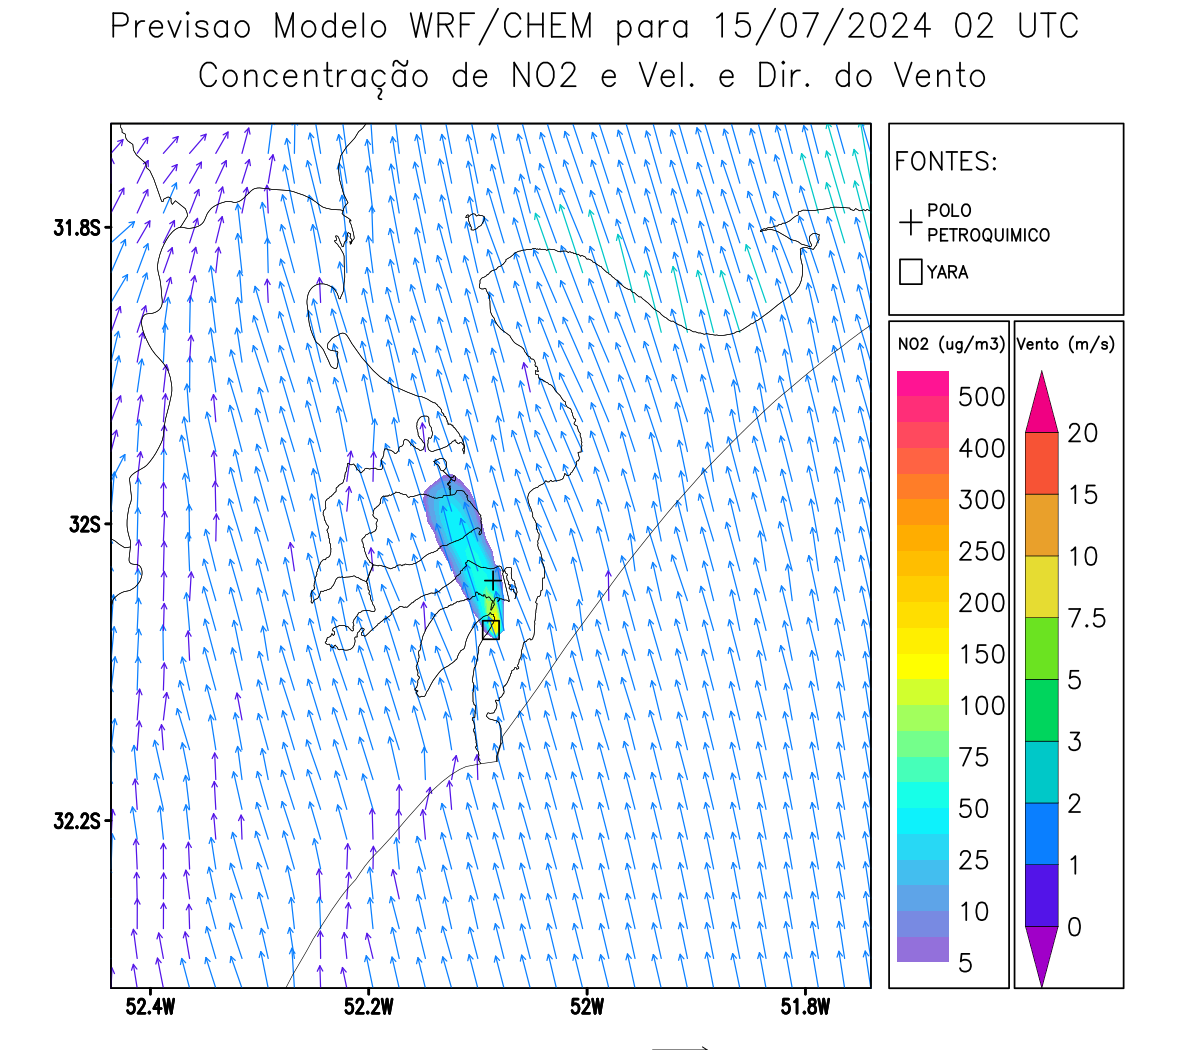 Previsao Modelo WRF/CHEM para 15/07/2024 02 UTC
Concentração de NO2 e Vel. e Dir. do Vento
FONTES:
POLO
PETROQUIMICO
YARA
NO2 (ug/m3)
500
400
300
250
200
150
100
75
50
25
10
5
Vento (m/s)
20
15
10
7.5
5
3
2
1
0
31.8S
32S
32.2S
52.4W
52.2W
52W
51.8W